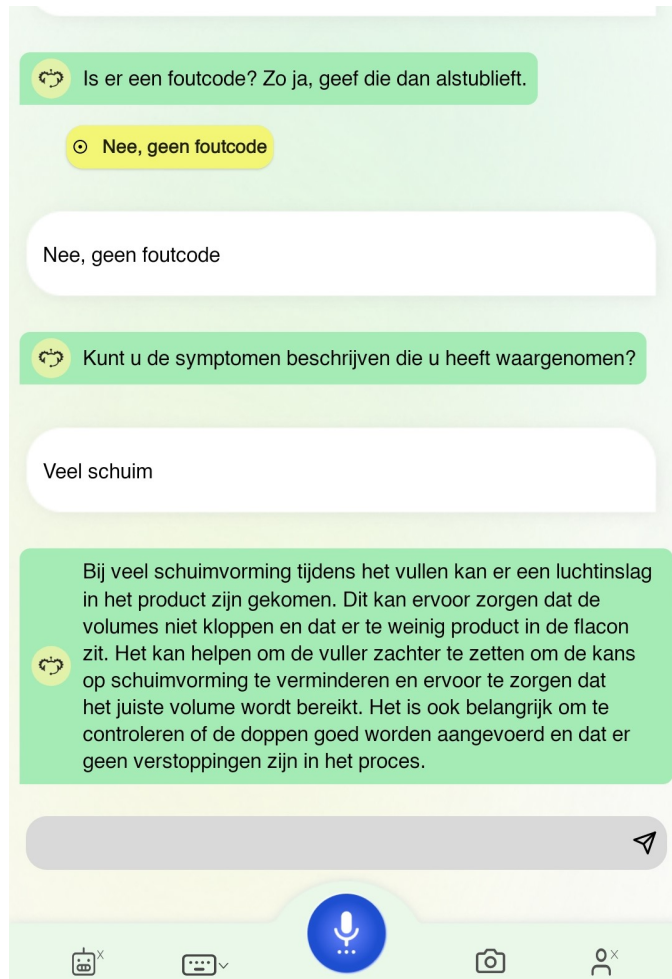 Is er een foutcode? Zo ja, geef die dan alstublieft.
Nee, geen foutcode
Nee, geen foutcode
Kunt u de symptomen beschrijven die u heeft waargenomen?
Veel schuim
Bij veel schuimvorming tijdens het vullen kan er een luchtinslag
in het product zijn gekomen. Dit kan ervoor zorgen dat de
volumes niet kloppen en dat er te weinig product in de flacon
zit. Het kan helpen om de vuller zachter te zetten om de kans
op schuimvorming te verminderen en ervoor te zorgen dat
het juiste volume wordt bereikt. Het is ook belangrijk om te
controleren of de doppen goed worden aangevoerd en dat er
geen verstoppingen zijn in het proces.